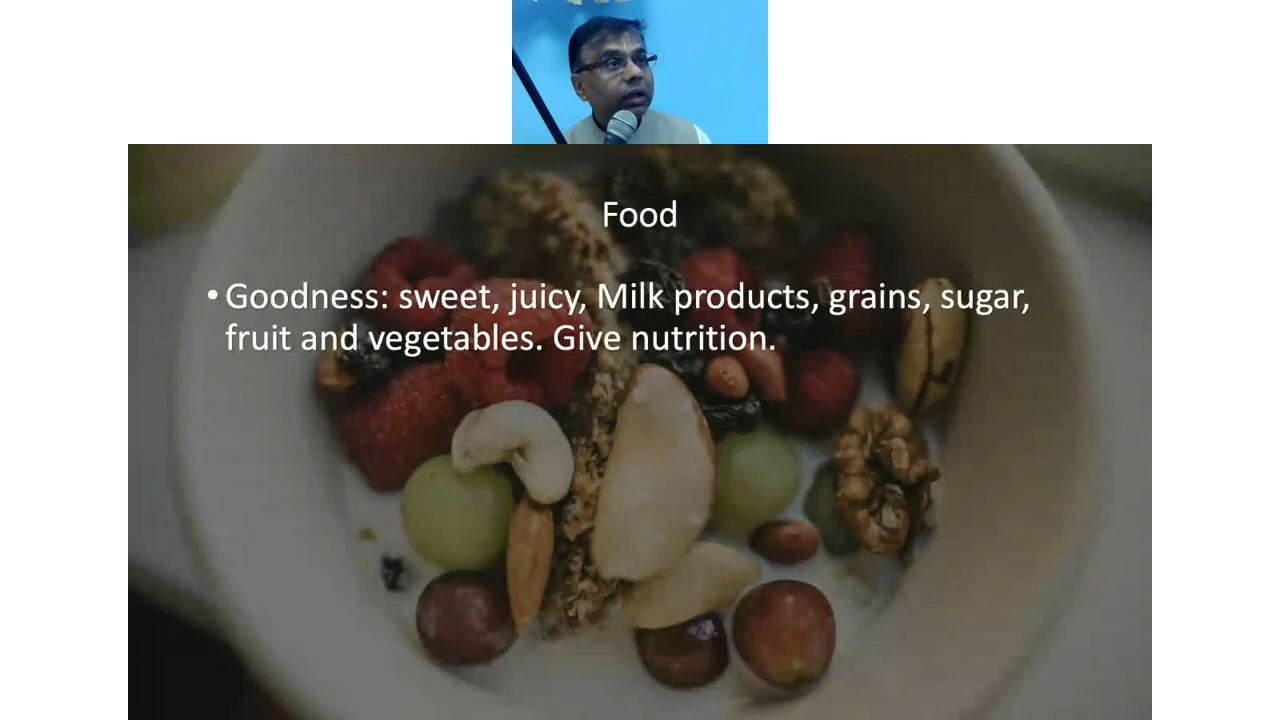 Food
• Goodness: sweet, juicy, Milk products, grains, sugar,
fruit and vegetables. Give nutrition.